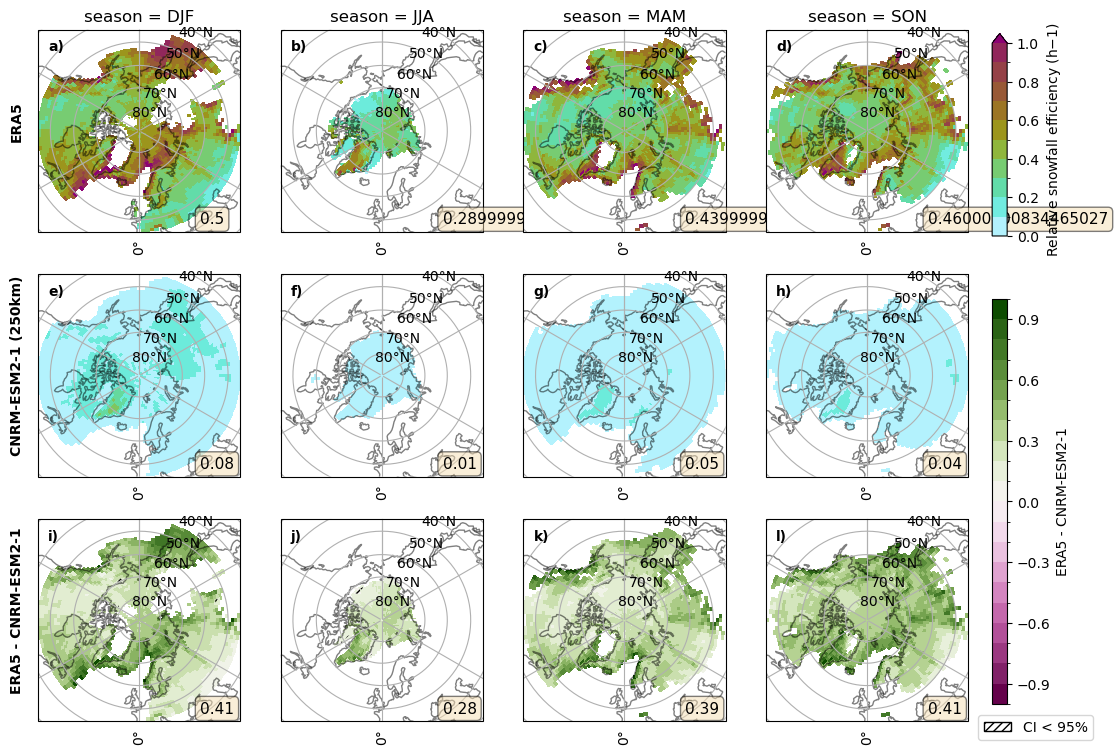 season = DJF
season = JJA
season = MAM
season = SON
ERA5
a)
40°N
50°N
60°N
70°N
80°N
0.5
0°
b)
40°N
50°N
60°N
70°N
80°N
0.2899999
0°
c)
40°N
50°N
60°N
70°N
80°N
0.4399999
0°
d)
40°N
50°N
60°N
70°N
80°N
0°
1.0
0.8
0.6
0.4
0.2
0.0
Relative snowfall efficiency (h−1)
CNRM-ESM2-1 (250km)
e)
40°N
50°N
60°N
70°N
80°N
0.08
0°
f)
40°N
50°N
60°N
70°N
80°N
0.01
0°
g)
40°N
50°N
60°N
70°N
80°N
0.05
0°
h)
40°N
50°N
60°N
70°N
80°N
0.04
0°
ERA5 - CNRM-ESM2-1
i)
40°N
50°N
60°N
70°N
80°N
0.41
0°
j)
40°N
50°N
60°N
70°N
80°N
0.28
0°
k)
40°N
50°N
60°N
70°N
80°N
0.39
0°
l)
40°N
50°N
60°N
70°N
80°N
0.41
0°
0.9
0.6
0.3
0.0
−0.3
−0.6
−0.9
ERA5 - CNRM-ESM2-1
CI < 95%